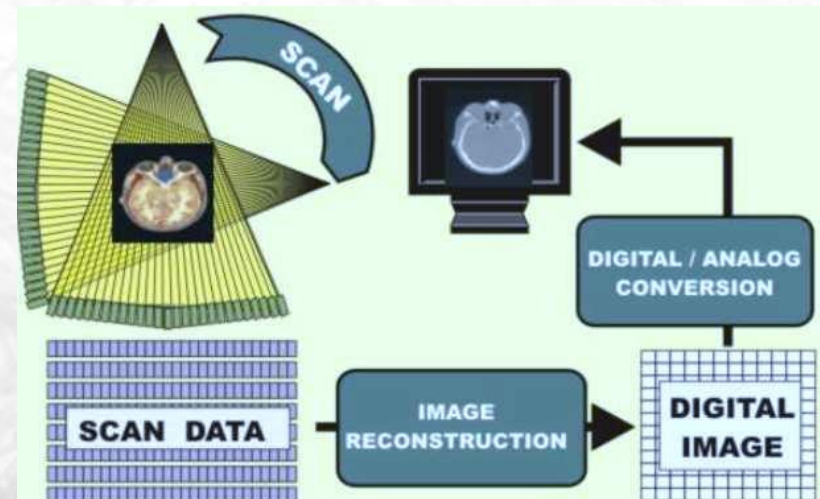 SCAN
DIGITAL / ANALOG
CONVERSION
SCAN DATA
IMAGE
RECONSTRUCTION
DIGITAL
IMAGE